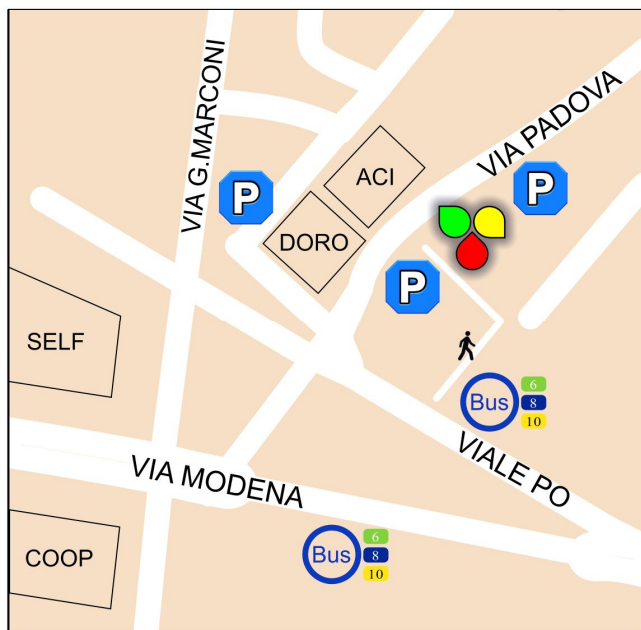 VIA G.MARCONI
VIA PADOVA
ACI
P
P
DORO
P
SELF
6
Bus
8
10
VIALE PO
VIA MODENA
6
Bus
8
10
COOP